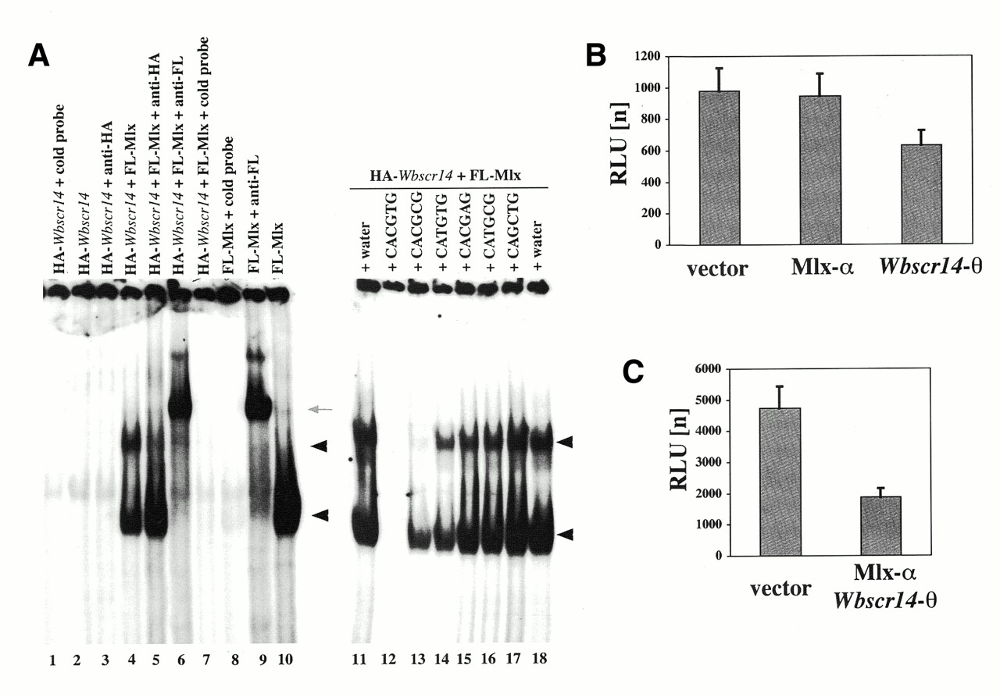 A
HA-Wbscr14 + cold probe
HA-Wbscr14
HA-Wbscr14 + anti-HA
HA-Wbscr14 + FL-Mlx
HA-Wbscr14 + FL-Mlx + anti-HA
HA-Wbscr14 + FL-Mlx + anti-FL
HA-Wbscr14 + FL-Mlx + cold probe
FL-Mlx + cold probe
FL-Mlx + anti-FL
FL-Mlx
HA-Wbscr14 + FL-Mlx
+ water
+ CACGTG
+ CACGCG
+ CATGTG
+ CACGAG
+ CATGCG
+ CAGCTG
+ water
1 2 3 4 5 6 7 8 9 10 11 12 13 14 15 16 17 18
B
RLU [n]
1200
1000
800
600
400
200
0
vector Mlx-α Wbscr14-θ
C
RLU [n]
6000
5000
4000
3000
2000
1000
0
vector Mlx-α
Wbscr14-θ